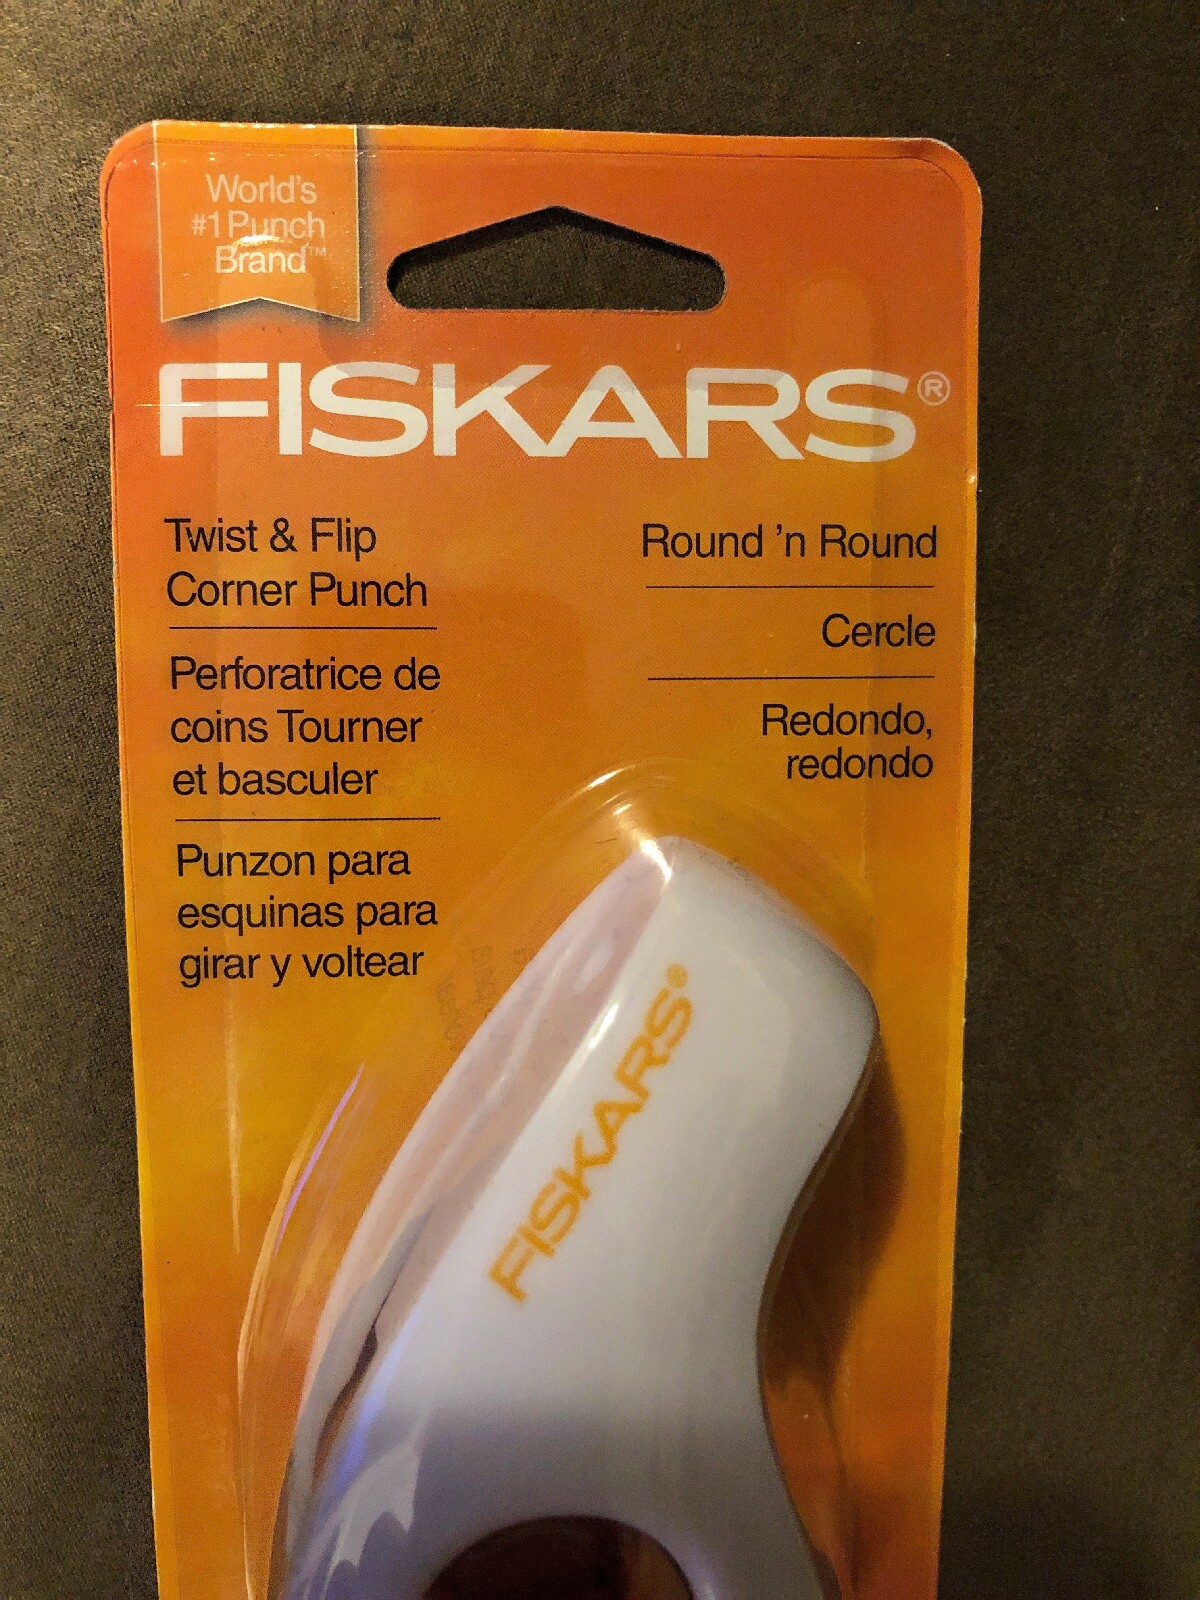 World's
#1 Punch
Brand™
FISKARS®
Twist & Flip
Corner Punch
Perforatrice de
coins Tourner
et basculer
Punzon para
esquinas para
girar y voltear
Round 'n Round
Cercle
Redondo,
redondo
FISKARS®